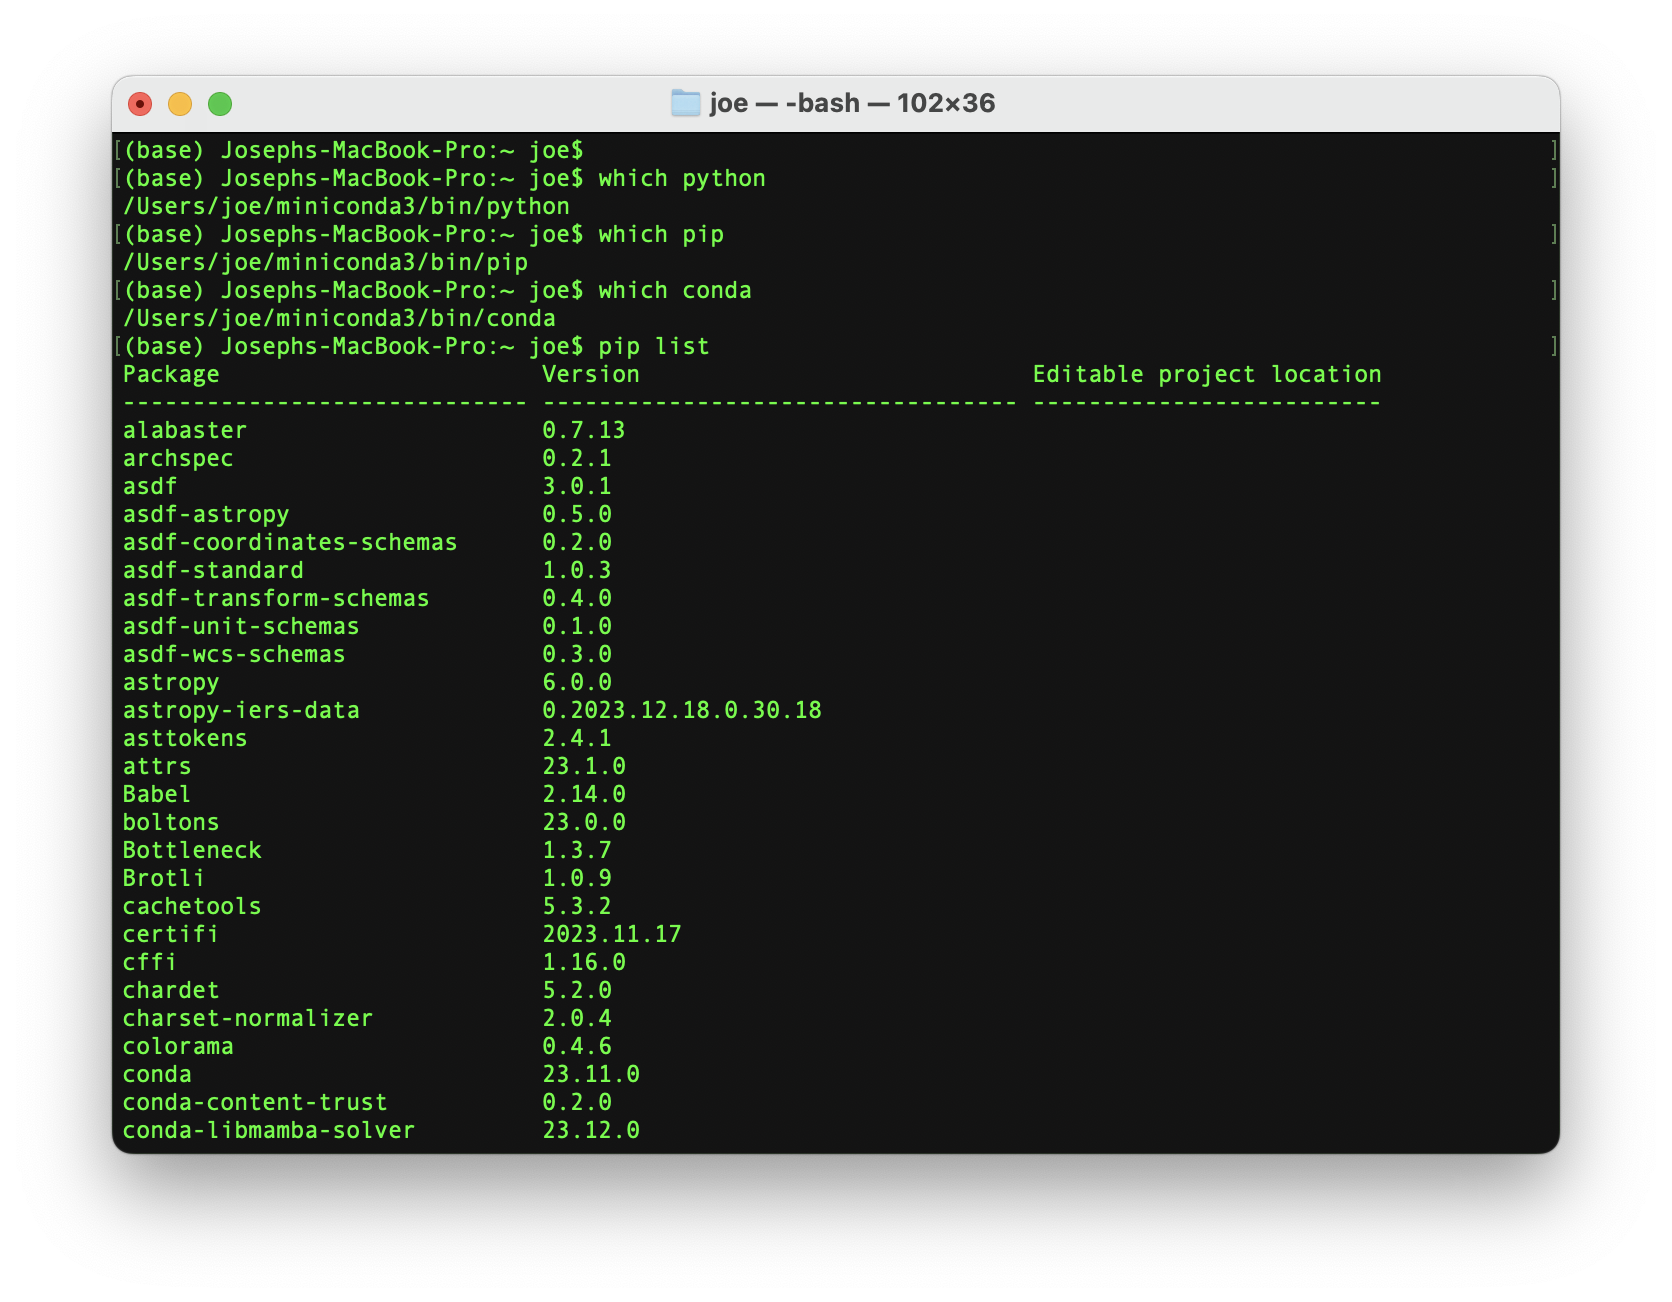 joe — -bash — 102×36
[(base) Josephs-MacBook-Pro:~ joe$ ]
[(base) Josephs-MacBook-Pro:~ joe$ which python ]
/Users/joe/miniconda3/bin/python
[(base) Josephs-MacBook-Pro:~ joe$ which pip ]
/Users/joe/miniconda3/bin/pip
[(base) Josephs-MacBook-Pro:~ joe$ which conda ]
/Users/joe/miniconda3/bin/conda
[(base) Josephs-MacBook-Pro:~ joe$ pip list ]
Package Version Editable project location
----------------------------- ---------------------------------- -------------------------
alabaster 0.7.13
archspec 0.2.1
asdf 3.0.1
asdf-astropy 0.5.0
asdf-coordinates-schemas 0.2.0
asdf-standard 1.0.3
asdf-transform-schemas 0.4.0
asdf-unit-schemas 0.1.0
asdf-wcs-schemas 0.3.0
astropy 6.0.0
astropy-iers-data 0.2023.12.18.0.30.18
asttokens 2.4.1
attrs 23.1.0
Babel 2.14.0
boltons 23.0.0
Bottleneck 1.3.7
Brotli 1.0.9
cachetools 5.3.2
certifi 2023.11.17
cffi 1.16.0
chardet 5.2.0
charset-normalizer 2.0.4
colorama 0.4.6
conda 23.11.0
conda-content-trust 0.2.0
conda-libmamba-solver 23.12.0